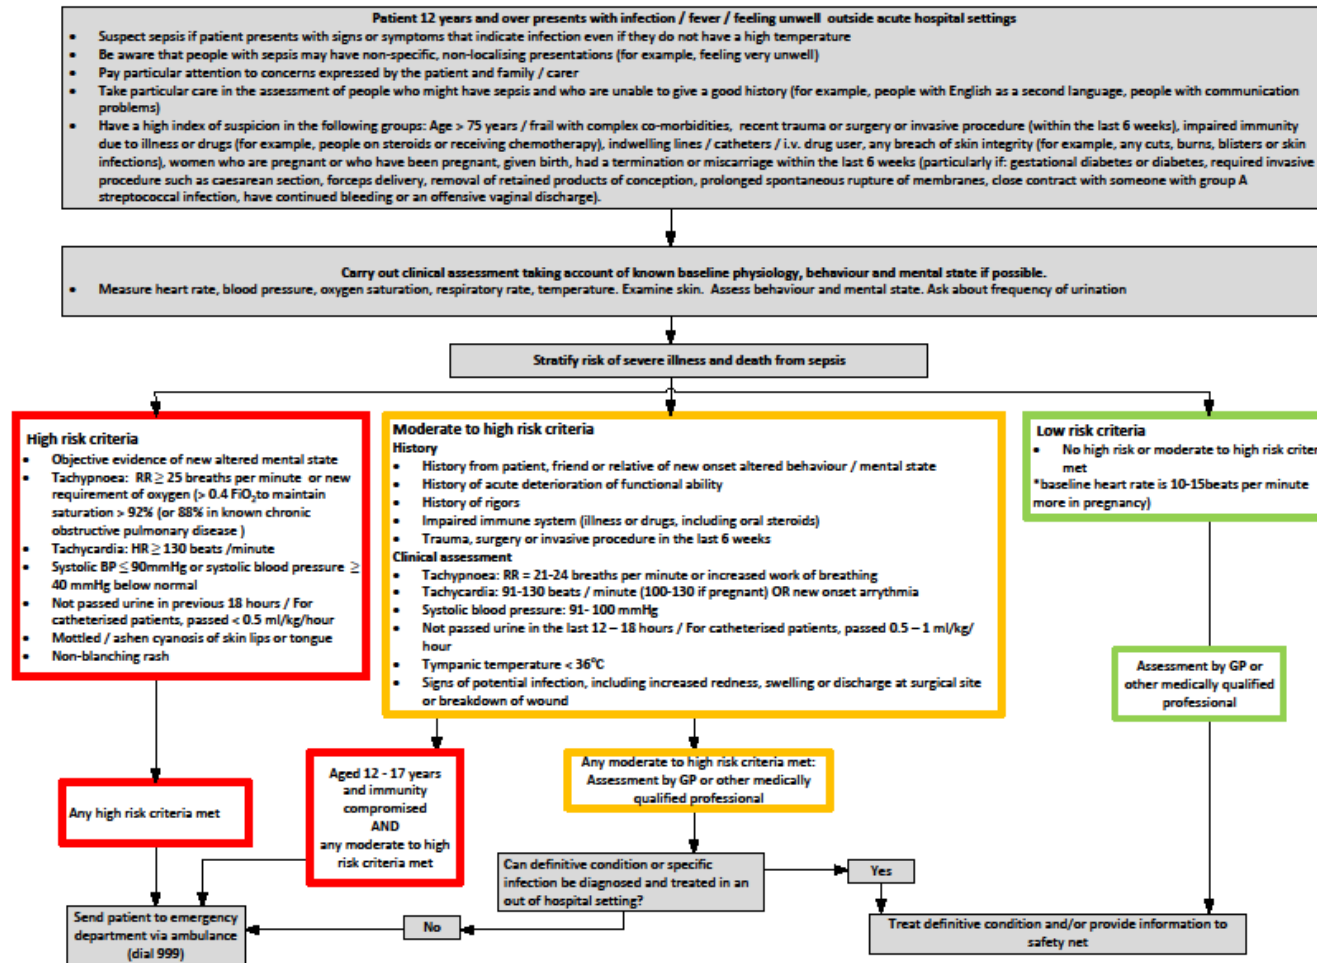 Patient 12 years and over presents with infection / fever / feeling unwell outside acute hospital settings
• Suspect sepsis if patient presents with signs or symptoms that indicate infection even if they do not have a high temperature
• Be aware that people with sepsis may have non-specific, non-localising presentations (for example, feeling very unwell)
• Pay particular attention to concerns expressed by the patient and family / carer
• Take particular care in the assessment of people who might have sepsis and who are unable to give a good history (for example, people with English as a second language, people with communication
problems)
• Have a high index of suspicion in the following groups: Age > 75 years / frail with complex co-morbidities, recent trauma or surgery or invasive procedure (within the last 6 weeks), impaired immunity
due to illness or drugs (for example, people on steroids or receiving chemotherapy), indwelling lines / catheters / i.v. drug user, any breach of skin integrity (for example, any cuts, burns, blisters or skin
infections), women who are pregnant or who have been pregnant, given birth, had a termination or miscarriage within the last 6 weeks (particularly if: gestational diabetes or diabetes, required invasive
procedure such as caesarean section, forceps delivery, removal of retained products of conception, prolonged spontaneous rupture of membranes, close contract with someone with group A
streptococcal infection, have continued bleeding or an offensive vaginal discharge).
Carry out clinical assessment taking account of known baseline physiology, behaviour and mental state if possible.
• Measure heart rate, blood pressure, oxygen saturation, respiratory rate, temperature. Examine skin. Assess behaviour and mental state. Ask about frequency of urination
Stratify risk of severe illness and death from sepsis
High risk criteria
• Objective evidence of new altered mental state
• Tachypnoea: RR ≥ 25 breaths per minute or new
requirement of oxygen (> 0.4 FiO₂to maintain
saturation > 92% (or 88% in known chronic
obstructive pulmonary disease )
• Tachycardia: HR ≥ 130 beats /minute
• Systolic BP ≤ 90mmHg or systolic blood pressure ≥
40 mmHg below normal
• Not passed urine in previous 18 hours / For
catheterised patients, passed < 0.5 ml/kg/hour
• Mottled / ashen cyanosis of skin lips or tongue
• Non-blanching rash
Moderate to high risk criteria
History
• History from patient, friend or relative of new onset altered behaviour / mental state
• History of acute deterioration of functional ability
• History of rigors
• Impaired immune system (illness or drugs, including oral steroids)
• Trauma, surgery or invasive procedure in the last 6 weeks
Clinical assessment
• Tachypnoea: RR = 21-24 breaths per minute or increased work of breathing
• Tachycardia: 91-130 beats / minute (100-130 if pregnant) OR new onset arrythmia
• Systolic blood pressure: 91- 100 mmHg
• Not passed urine in the last 12 – 18 hours / For catheterised patients, passed 0.5 – 1 ml/kg/
hour
• Tympanic temperature < 36°C
• Signs of potential infection, including increased redness, swelling or discharge at surgical site
or breakdown of wound
Low risk criteria
• No high risk or moderate to high risk criter
met
*baseline heart rate is 10-15beats per minute
more in pregnancy)
Assessment by GP or
other medically qualified
professional
Any high risk criteria met
Aged 12 - 17 years
and immunity
compromised
AND
any moderate to high
risk criteria met
Any moderate to high risk criteria met:
Assessment by GP or other medically
qualified professional
Can definitive condition or specific
infection be diagnosed and treated in an
out of hospital setting?
Yes
No
Send patient to emergency
department via ambulance
(dial 999)
Treat definitive condition and/or provide information to
safety net